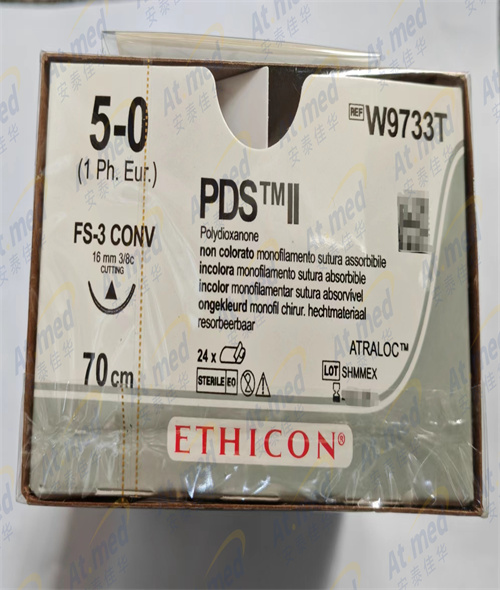 5-0
(1 Ph. Eur.)
FS-3 CONV
16 mm 3/8c
CUTTING
70 cm
REF W9733T
PDS™II
Polydioxanone
non colorato monofilamento sutura assorbibile
incolora monofilamento sutura absorbible
incolor monofilamentar sutura absorvível
ongekleurd monofil chirur. hechtmateriaal
resorbeerbaar
24 x
STERILE EO
ATRALOC™
LOT SHMMEX
ETHICON®
At med
安泰佳华